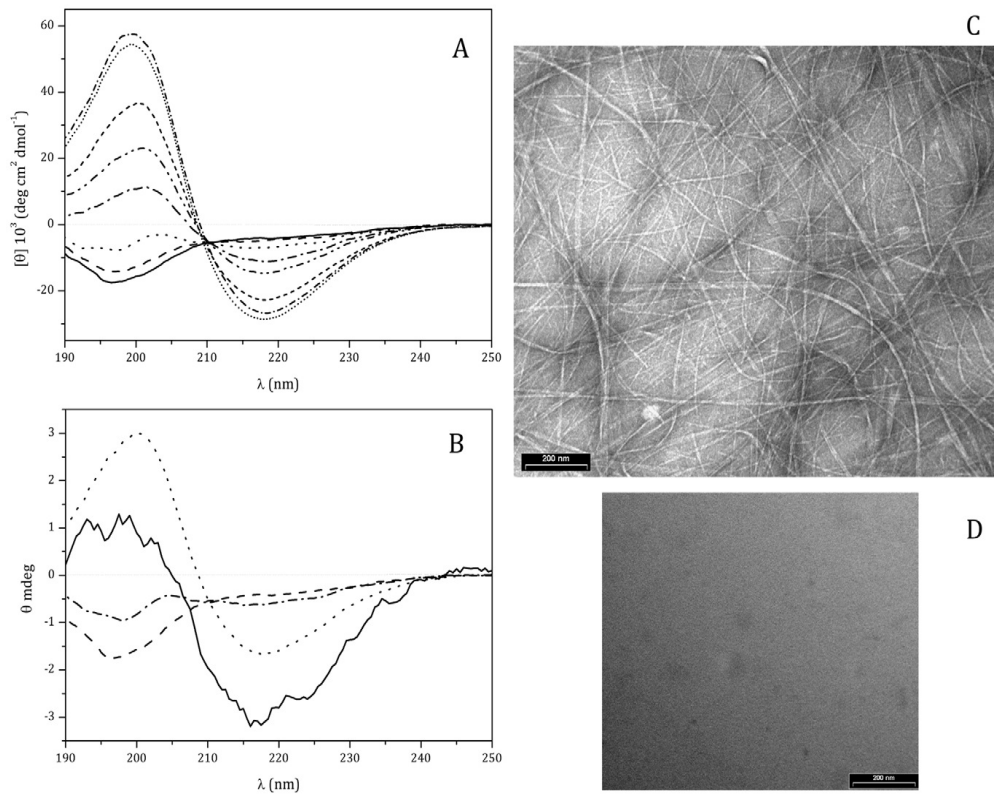 A
60
40
20
0
-20
[θ] 10³ (deg cm² dmol⁻¹)
190 200 210 220 230 240 250
λ (nm)
B
3
2
1
0
-1
-2
-3
θ mdeg
190 200 210 220 230 240 250
λ (nm)
C
200 nm
D
200 nm